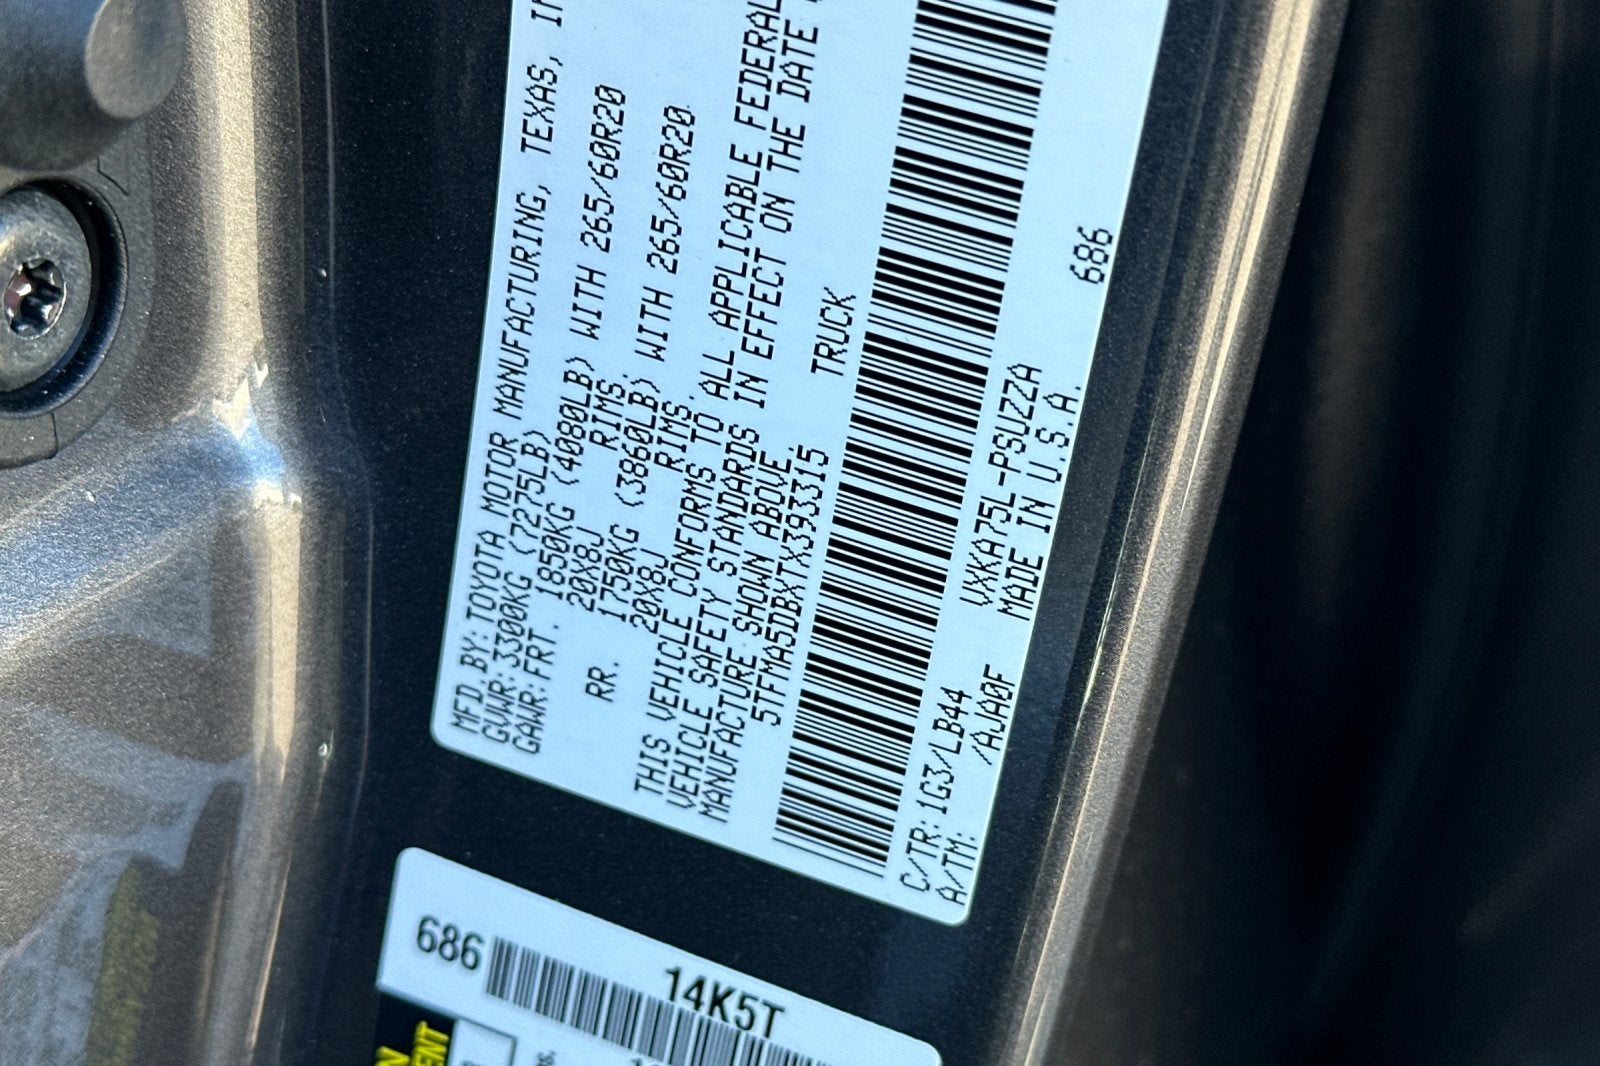 MFD.BY: TOYOTA MOTOR MANUFACTURING, TEXAS,
GVWR: 3300KG (7275LB)
GAWR: FRT. 1850KG (4080LB) WITH 265/60R20
20X8J RIMS.
RR. 1750KG (3860LB) WITH 265/60R20
20X8J RIMS.
THIS VEHICLE CONFORMS TO ALL APPLICABLE FEDERAL
VEHICLE SAFETY STANDARDS IN EFFECT ON THE DATE
MANUFACTURE SHOWN ABOVE.
5TFMA5DBXTX393315 TRUCK
C/TR: 1G3/LB44 VXKA75L-PSUZZA 686
A/TM: /AJA0F MADE IN U.S.A.
686
14K5T